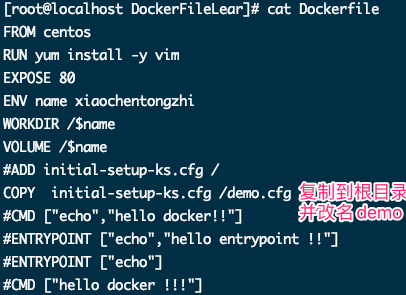 [root@localhost DockerFileLear]# cat Dockerfile
FROM centos
RUN yum install -y vim
EXPOSE 80
ENV name xiaochentongzhi
WORKDIR /$name
VOLUME /$name
#ADD initial-setup-ks.cfg /
COPY  initial-setup-ks.cfg /demo.cfg 复制到根目录
并改名demo
#CMD ["echo","hello docker!!"]
#ENTRYPOINT ["echo","hello entrypoint !!"]
#ENTRYPOINT ["echo"]
#CMD ["hello docker !!!"]